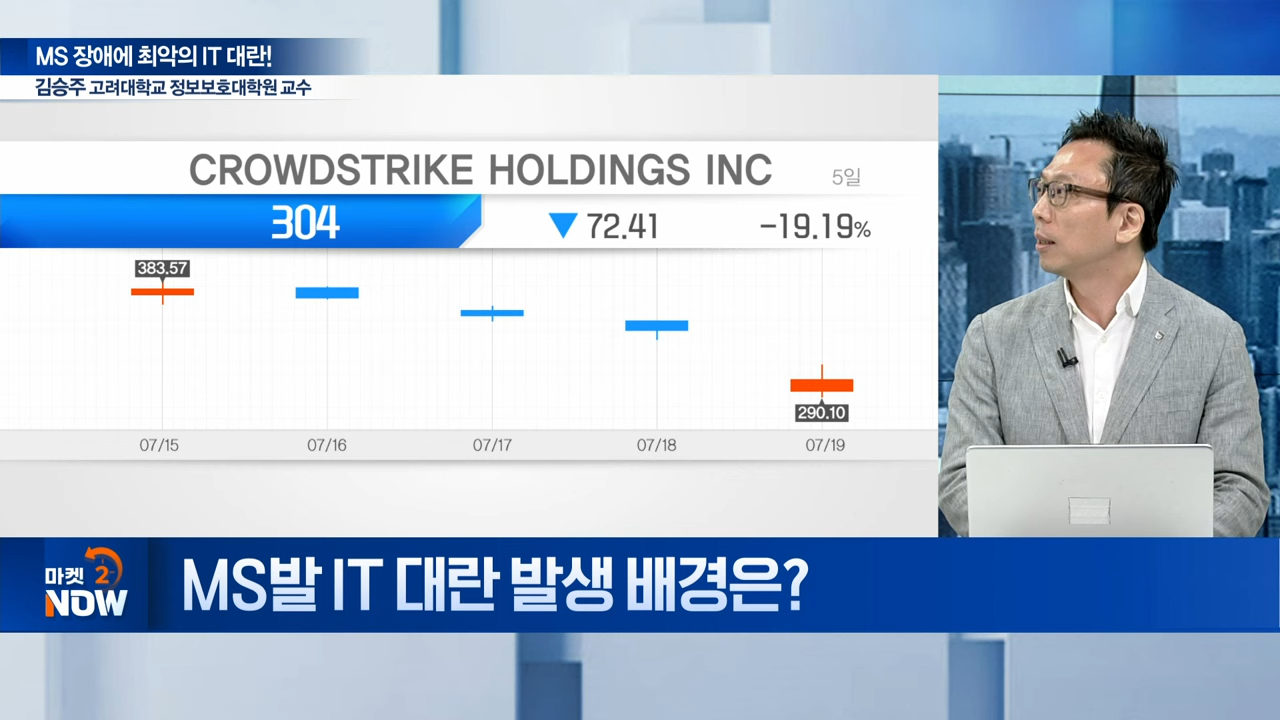 MS 장애에 최악의 IT 대란!
김승주 고려대학교 정보보호대학원 교수
CROWDSTRIKE HOLDINGS INC 5일
304 ▼ 72.41 -19.19%
383.57
290.10
07/15 07/16 07/17 07/18 07/19
마켓 2
NOW
MS발 IT 대란 발생 배경은?